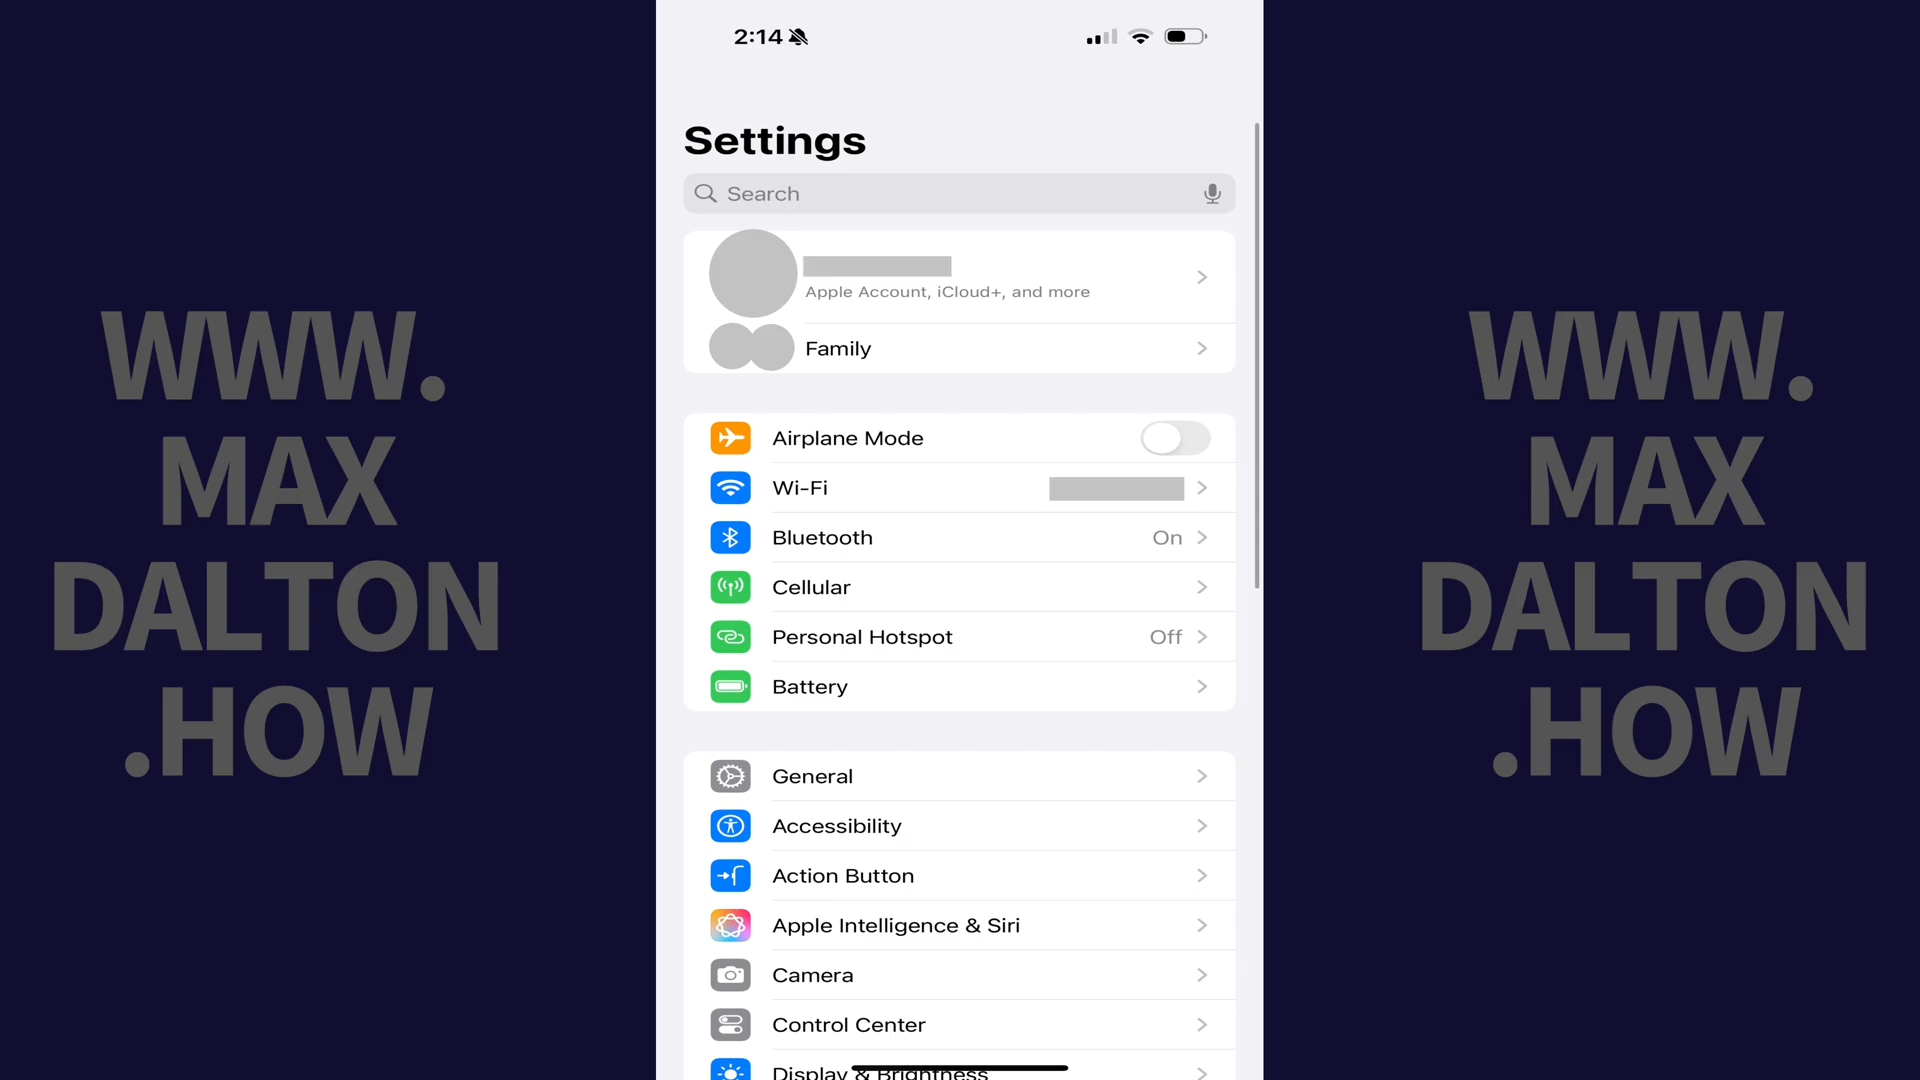 WWW.
MAX
DALTON
.HOW
2:14
Settings
Search
Apple Account, iCloud+, and more
Family
Airplane Mode
Wi-Fi
Bluetooth On
Cellular
Personal Hotspot Off
Battery
General
Accessibility
Action Button
Apple Intelligence & Siri
Camera
Control Center
Display & Brightness
WWW.
MAX
DALTON
.HOW